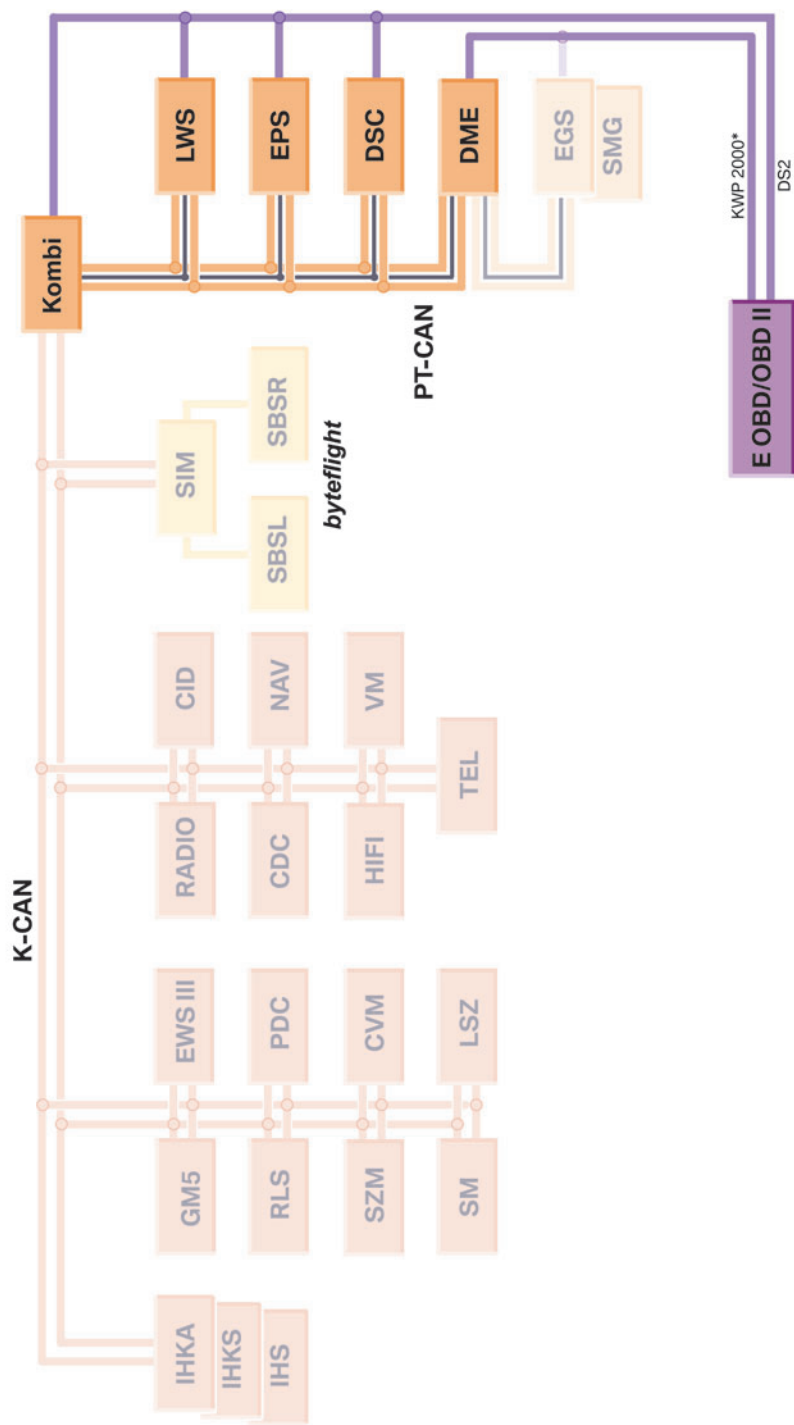 K-CAN
Kombi
IHKA
GM5
EWS III
RADIO
CID
SIM
LWS
IHKS
IHS
RLS
PDC
CDC
NAV
SBSL
SBSR
EPS
byteflight
SZM
CVM
HIFI
VM
DSC
PT-CAN
SM
LSZ
TEL
DME
EGS
SMG
KWP 2000*
E OBD/OBD II
DS2